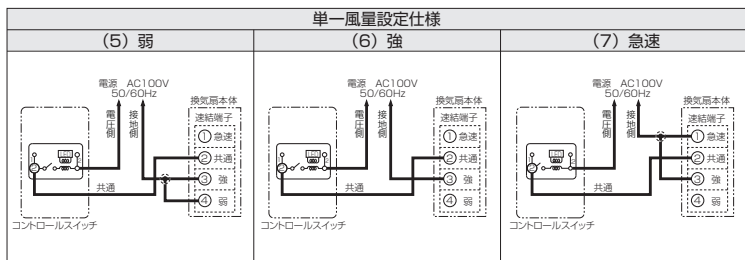 単一風量設定仕様
(5) 弱
(6) 強
(7) 急速
電源 AC100V
50/60Hz
電圧側
接地側
換気扇本体
速結端子
① 急速
② 共通
③ 強
④ 弱
共通
コントロールスイッチ
電源 AC100V
50/60Hz
電圧側
接地側
換気扇本体
速結端子
① 急速
② 共通
③ 強
④ 弱
共通
コントロールスイッチ
電源 AC100V
50/60Hz
電圧側
接地側
換気扇本体
速結端子
① 急速
② 共通
③ 強
④ 弱
共通
コントロールスイッチ